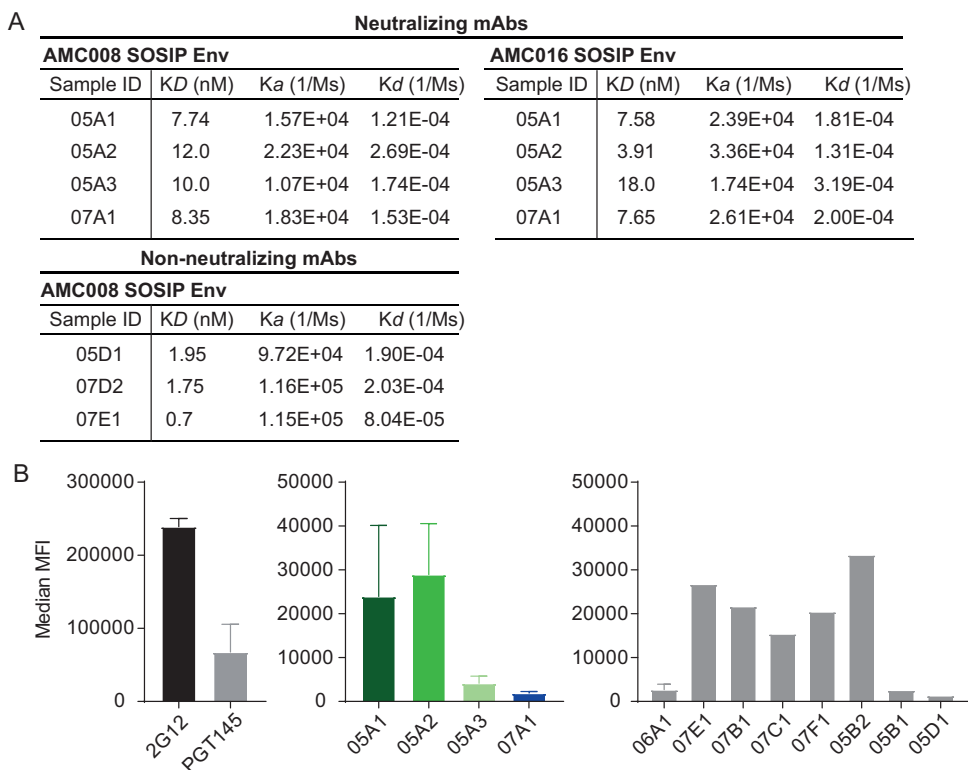 A
Neutralizing mAbs
AMC008 SOSIP Env
Sample ID KD (nM) Ka (1/Ms) Kd (1/Ms)
05A1 7.74 1.57E+04 1.21E-04
05A2 12.0 2.23E+04 2.69E-04
05A3 10.0 1.07E+04 1.74E-04
07A1 8.35 1.83E+04 1.53E-04
AMC016 SOSIP Env
Sample ID KD (nM) Ka (1/Ms) Kd (1/Ms)
05A1 7.58 2.39E+04 1.81E-04
05A2 3.91 3.36E+04 1.31E-04
05A3 18.0 1.74E+04 3.19E-04
07A1 7.65 2.61E+04 2.00E-04
Non-neutralizing mAbs
AMC008 SOSIP Env
Sample ID KD (nM) Ka (1/Ms) Kd (1/Ms)
05D1 1.95 9.72E+04 1.90E-04
07D2 1.75 1.16E+05 2.03E-04
07E1 0.7 1.15E+05 8.04E-05
B
Median MFI
300000
200000
100000
0
2G12 PGT145
50000
40000
30000
20000
10000
0
05A1 05A2 05A3 07A1
50000
40000
30000
20000
10000
0
06A1 07E1 07B1 07C1 07F1 05B2 05B1 05D1